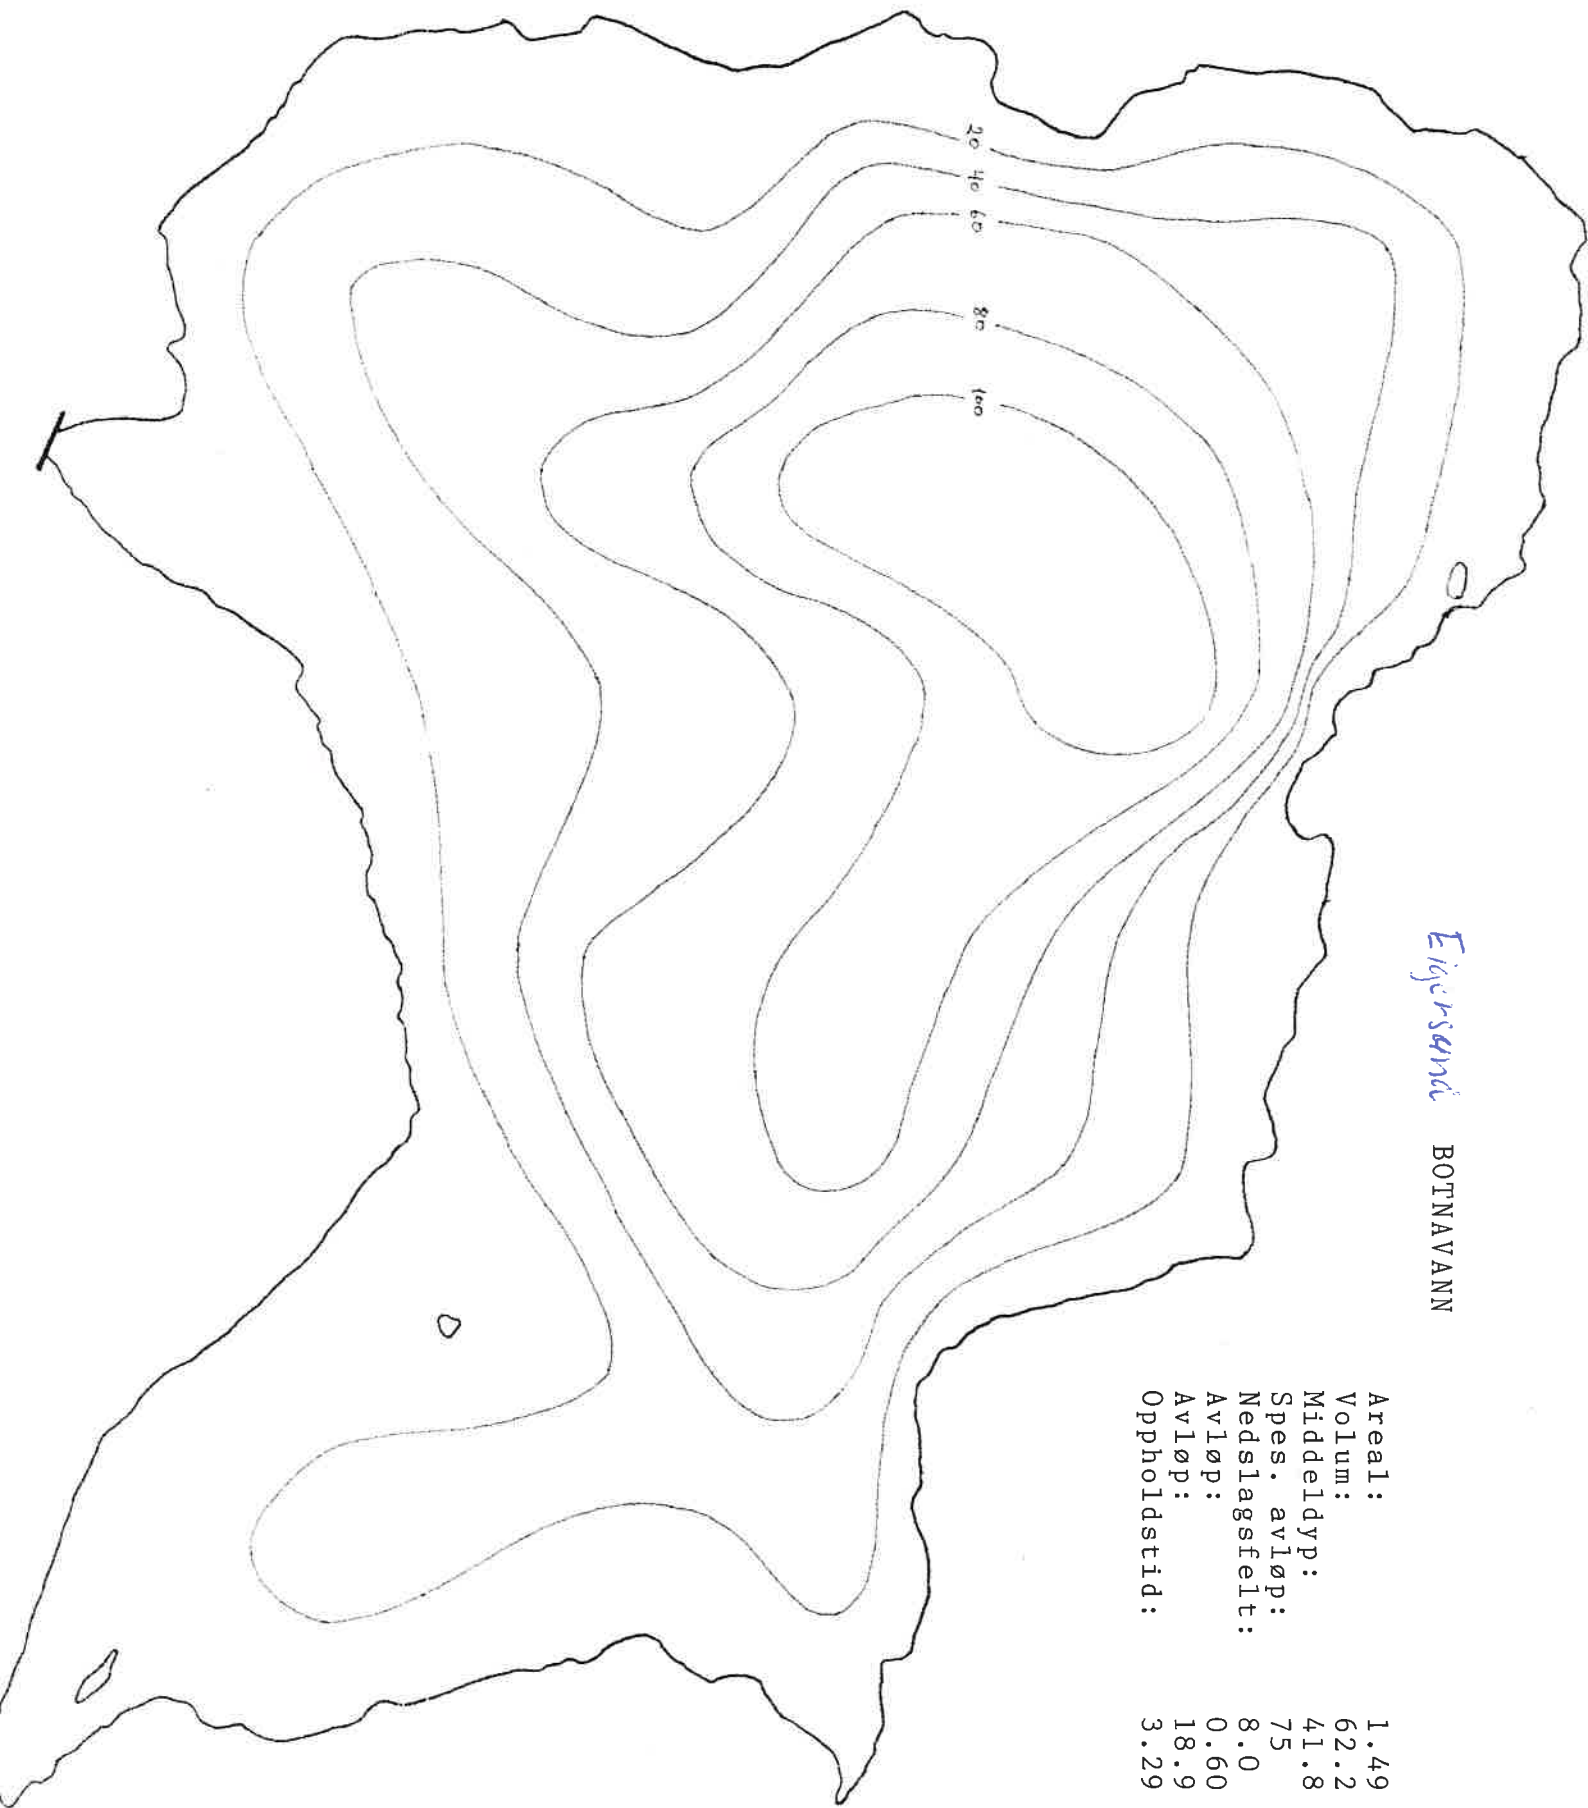 Eigersund BOTNAVANN
Areal: 1.49
Volum: 62.2
Middeldyp: 41.8
Spes. avløp: 75
Nedslagsfelt: 8.0
Avløp: 0.60
Avløp: 18.9
Oppholdstid: 3.29
20
40
60
80
100